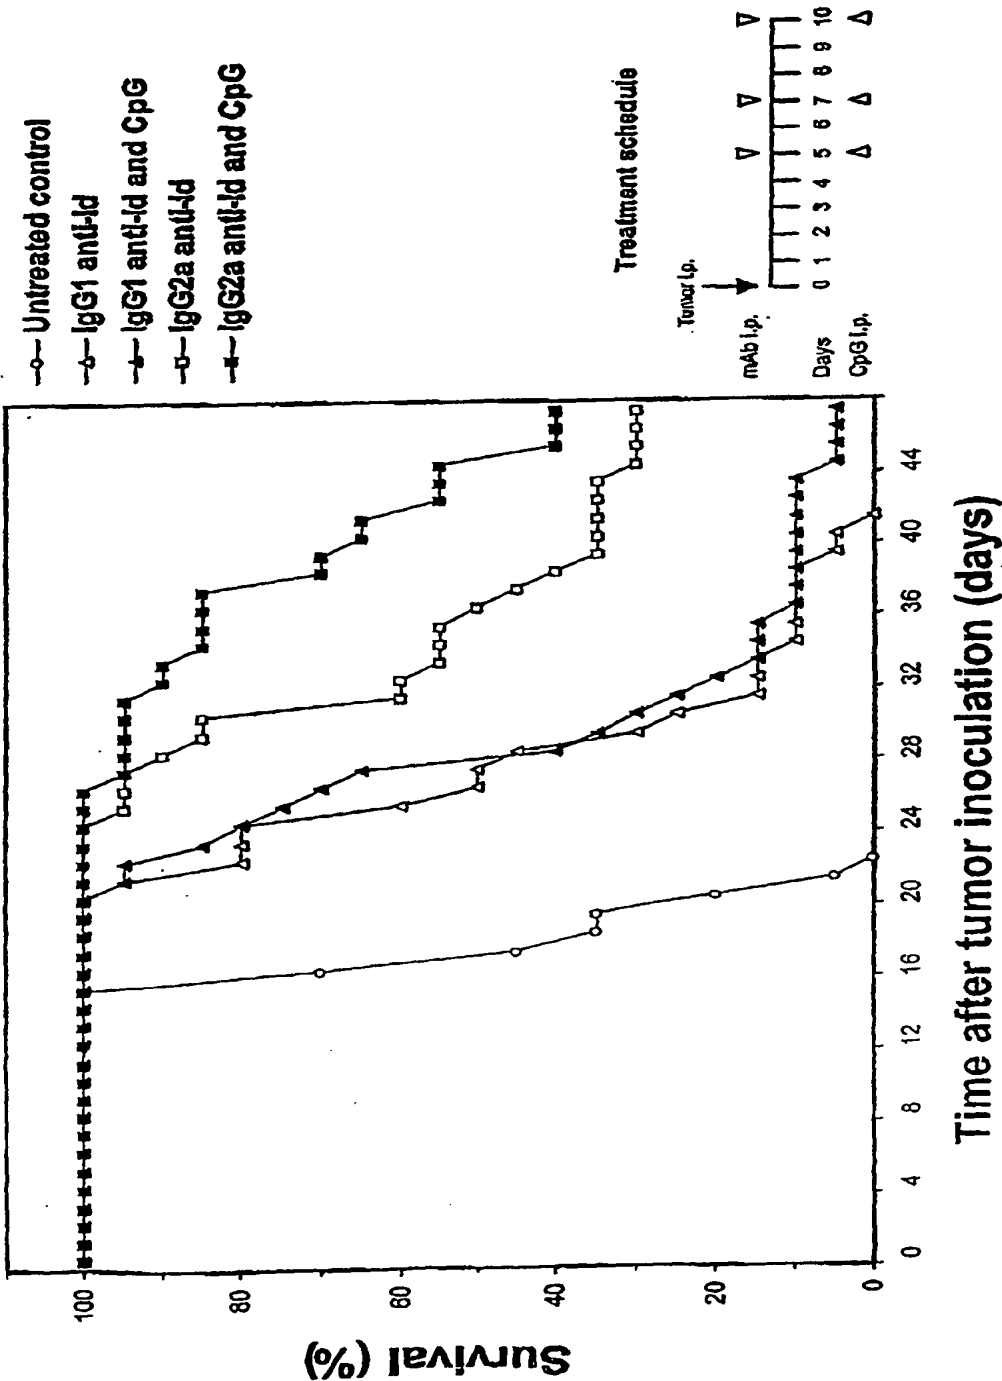 Survival (%)
100
80
60
40
20
0
0 4 8 12 16 20 24 28 32 36 40 44
Time after tumor inoculation (days)
Untreated control
IgG1 anti-Id
IgG1 anti-Id and CpG
IgG2a anti-Id
IgG2a anti-Id and CpG
Treatment schedule
Tumor i.p.
mAb i.p.
Days 0 1 2 3 4 5 6 7 8 9 10
CpG i.p.